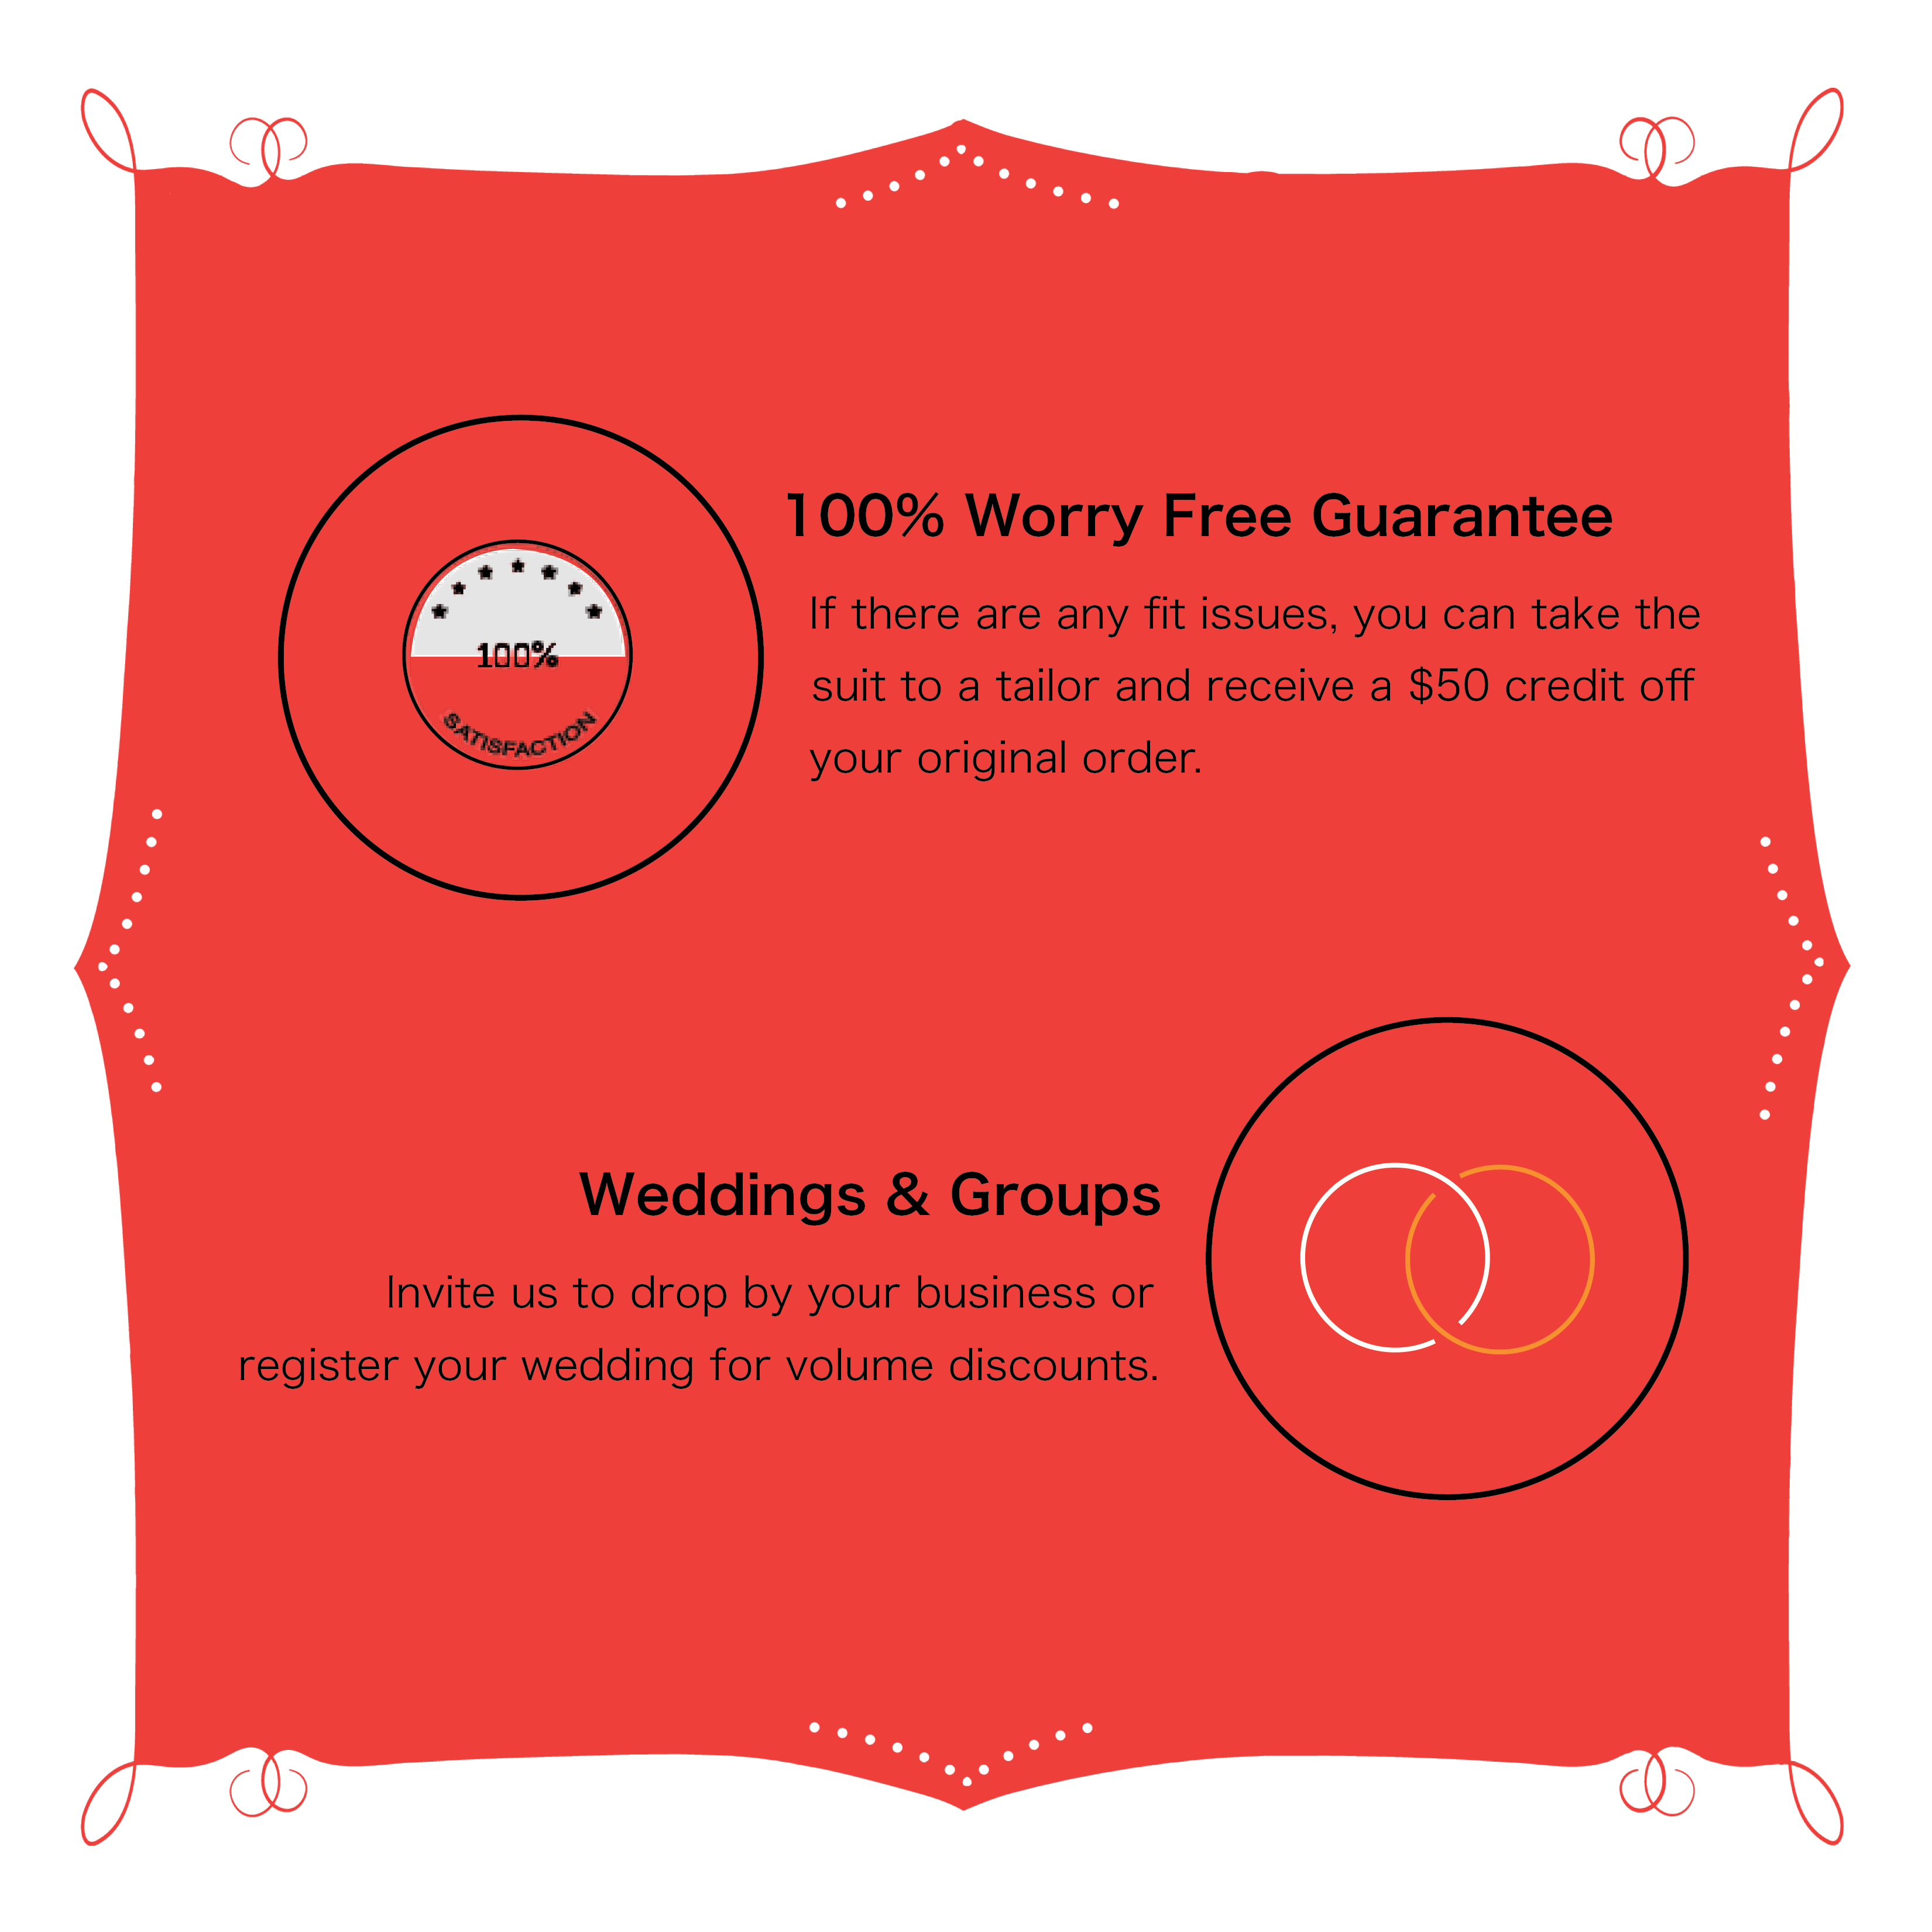 100% Worry Free Guarantee
If there are any fit issues, you can take the
suit to a tailor and receive a $50 credit off
your original order.
100%
SATISFACTION
Weddings & Groups
Invite us to drop by your business or
register your wedding for volume discounts.